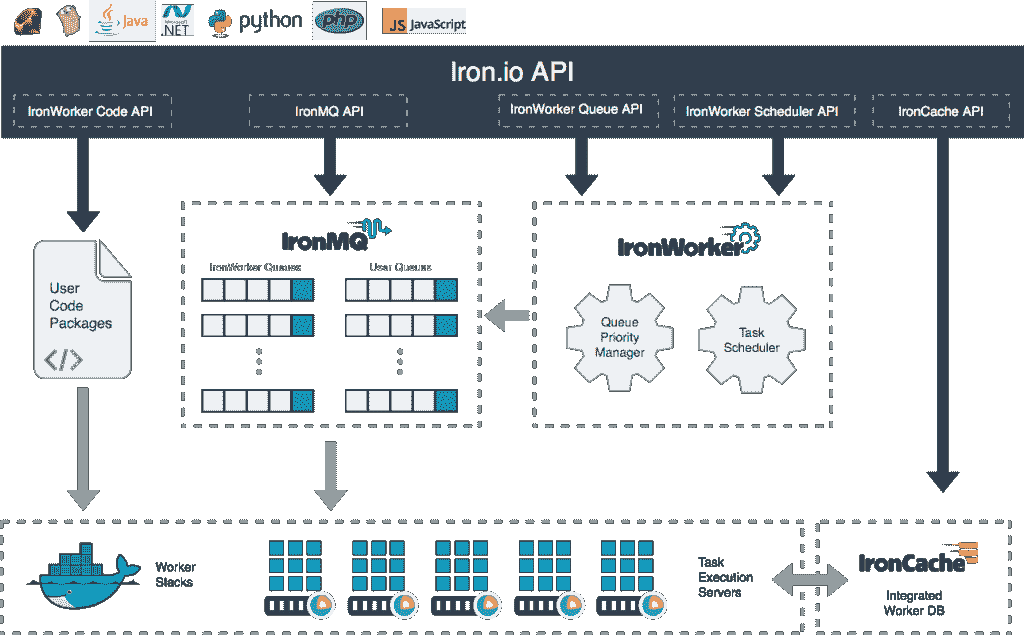 Java
Microsoft
.NET
python
php
JS JavaScript
Iron.io API
IronWorker Code API
IronMQ API
IronWorker Queue API
IronWorker Scheduler API
IronCache API
User
Code
Packages
</>
IronMQ
IronWorker Queues
User Queues
IronWorker
Queue
Priority
Manager
Task
Scheduler
Worker
Stacks
Task
Execution
Servers
IronCache
Integrated
Worker DB